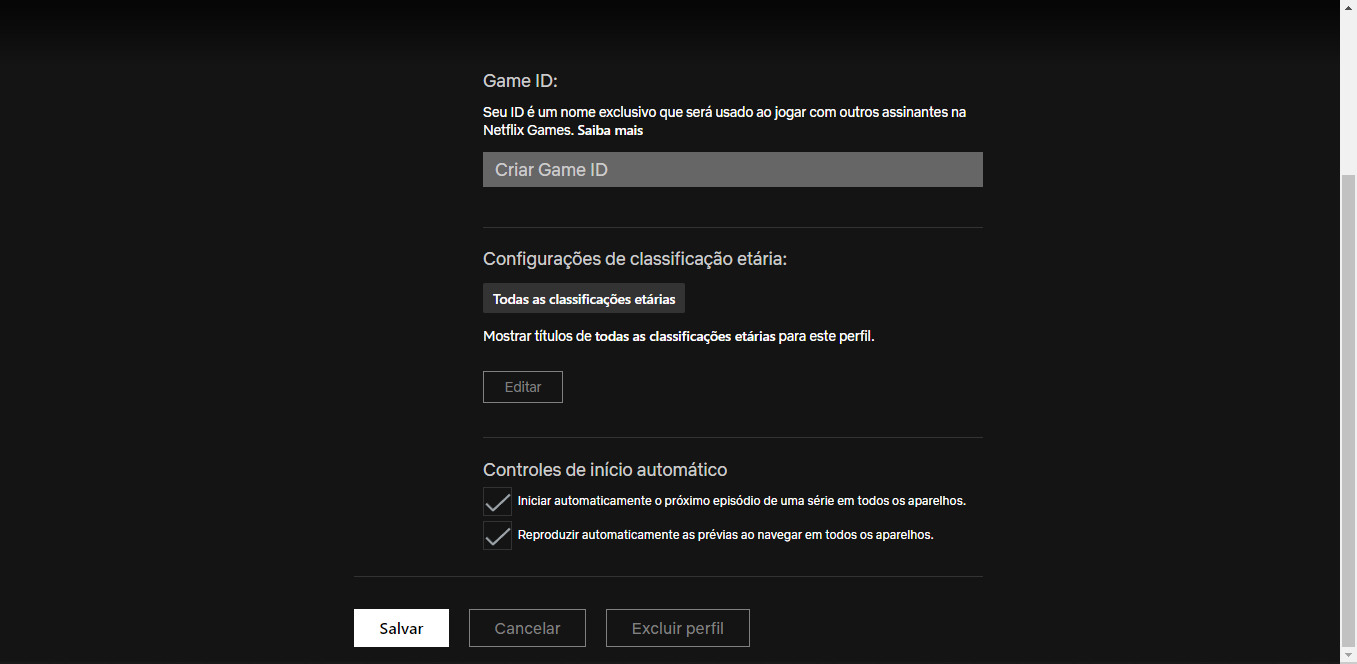 Game ID:
Seu ID é um nome exclusivo que será usado ao jogar com outros assinantes na
Netflix Games. Saiba mais
Criar Game ID
Configurações de classificação etária:
Todas as classificações etárias
Mostrar títulos de todas as classificações etárias para este perfil.
Editar
Controles de início automático
Iniciar automaticamente o próximo episódio de uma série em todos os aparelhos.
Reproduzir automaticamente as prévias ao navegar em todos os aparelhos.
Salvar
Cancelar
Excluir perfil